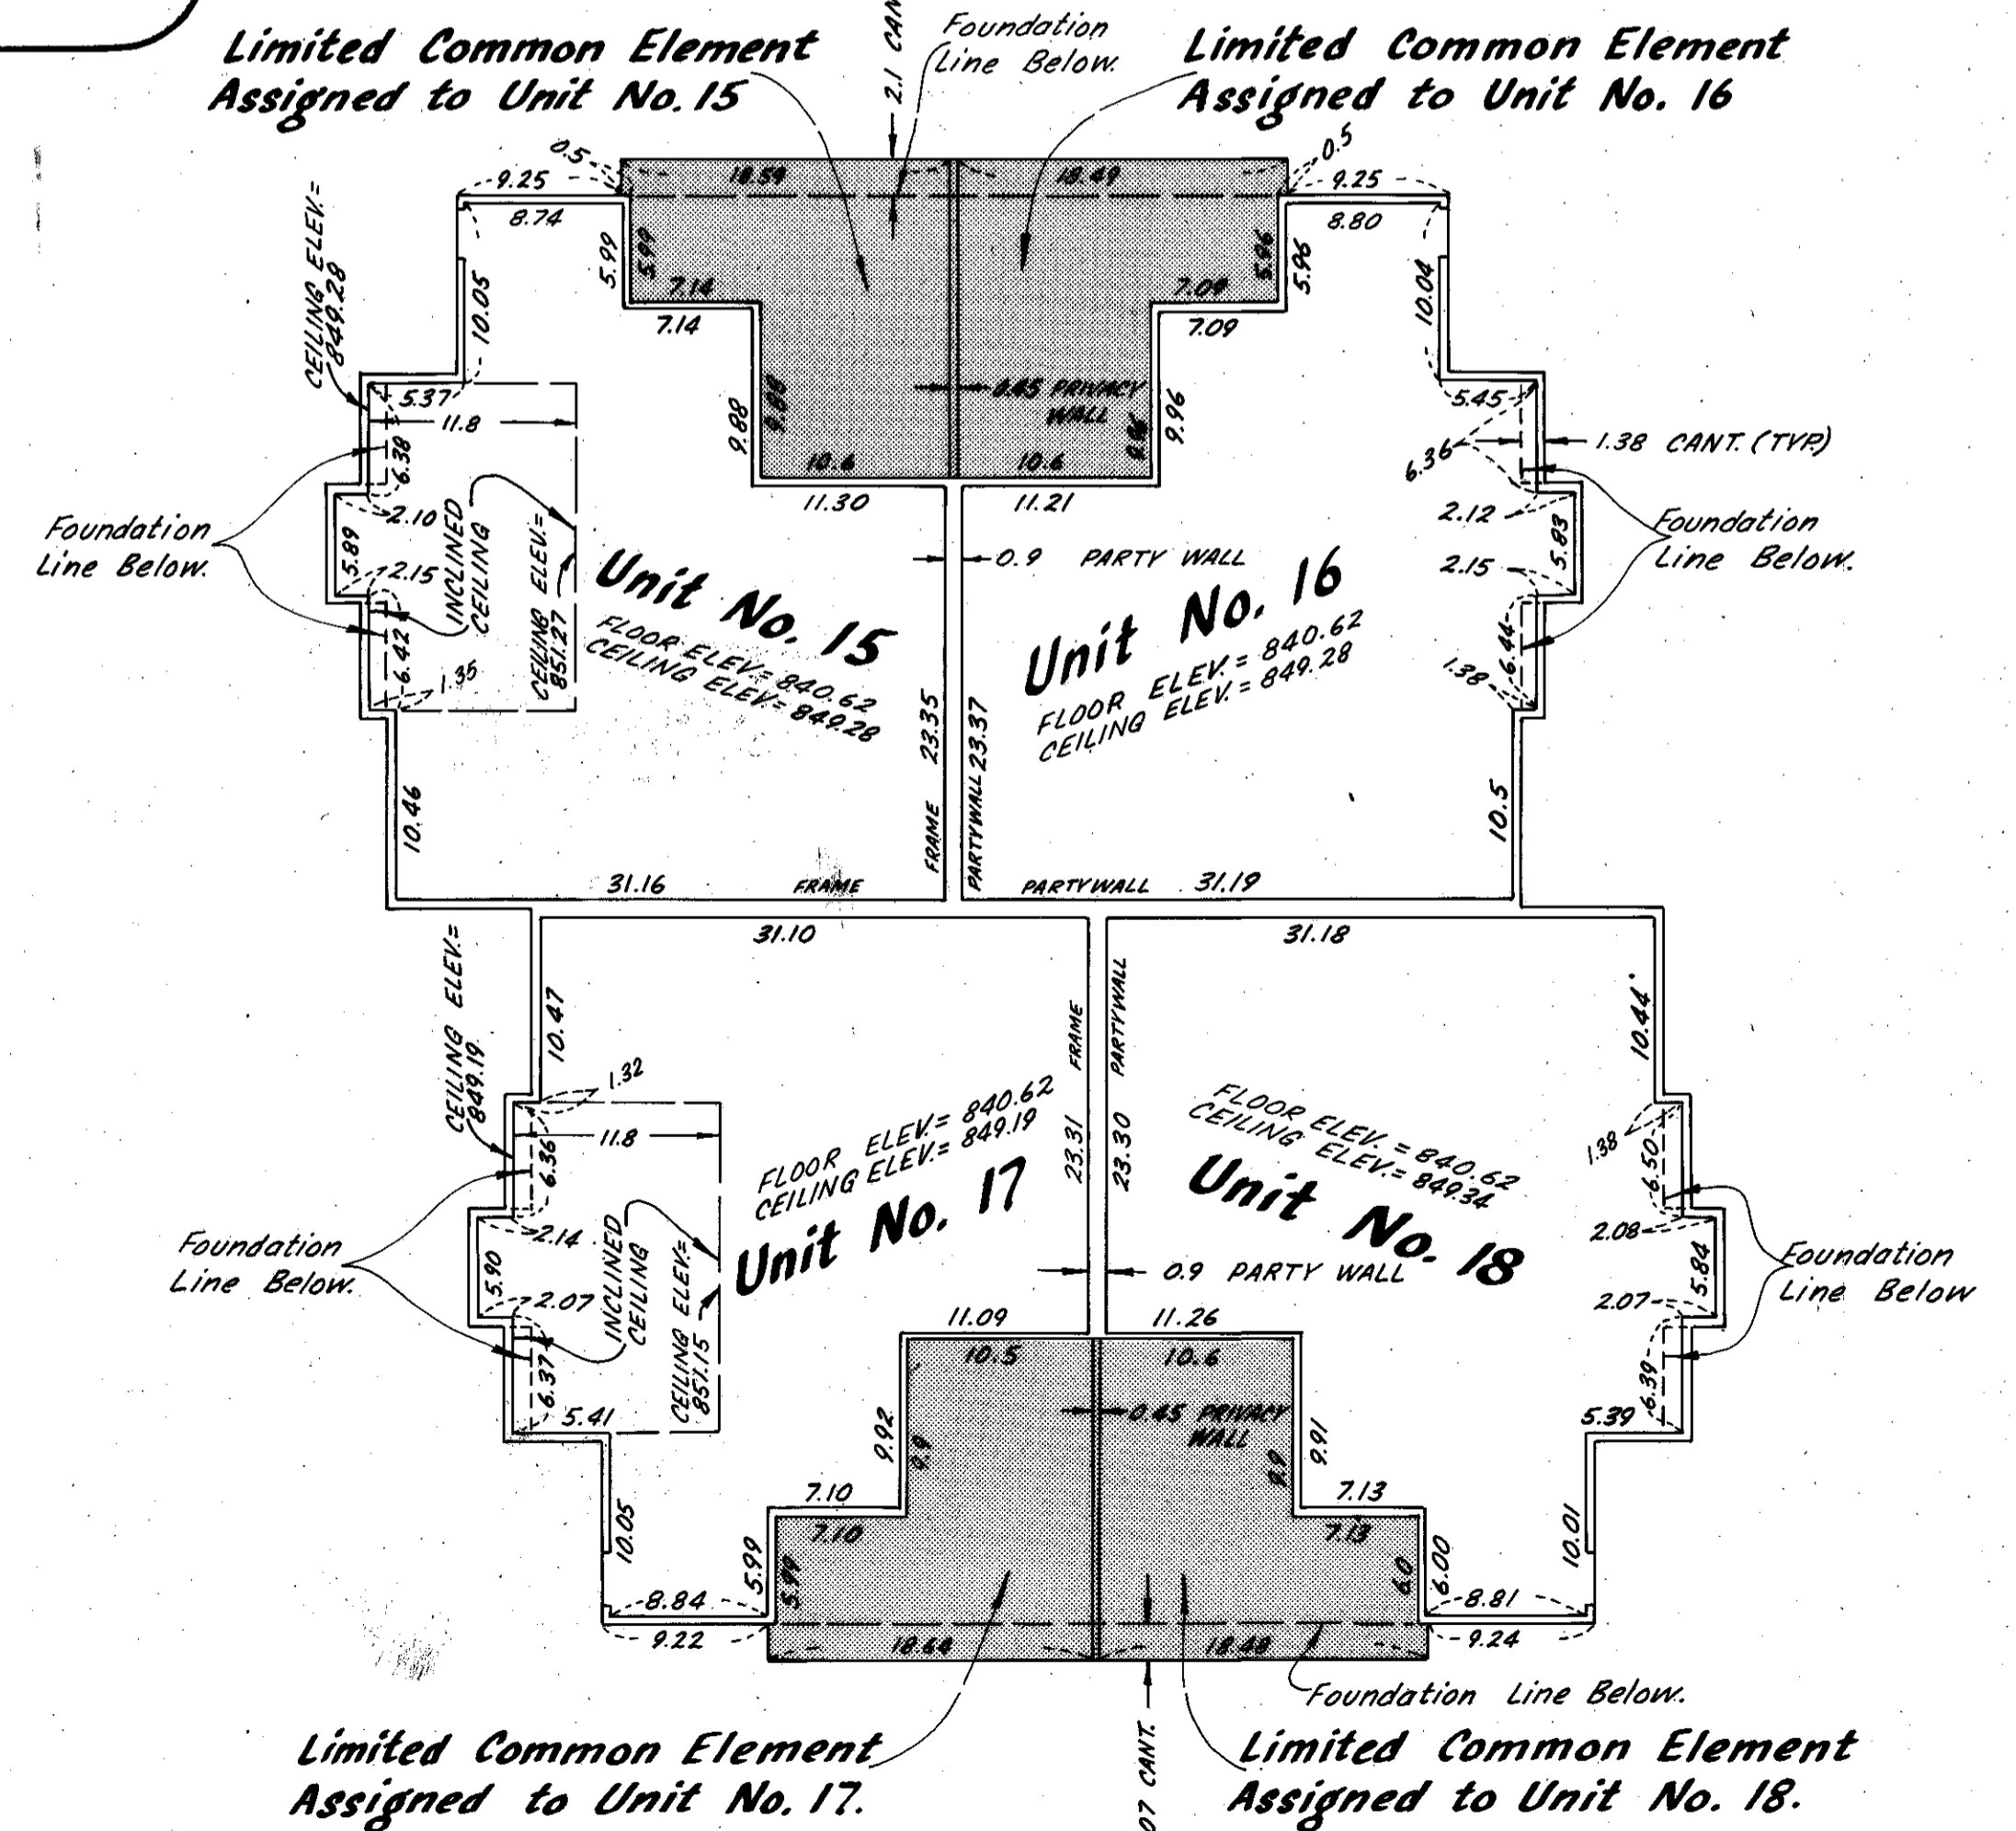 Limited Common Element
Assigned to Unit No. 15
2.1
Foundation
Line Below.
Limited Common Element
Assigned to Unit No. 16
0.5
9.25
8.74
18.59
18.49
0.5
9.25
8.80
CEILING ELEV.=
849.28
10.05
5.99
5.99
7.14
7.14
5.96
5.96
7.09
7.09
10.04
5.37
11.8
6.38
9.88
9.88
0.45 PRIVACY
WALL
9.96
9.96
5.45
6.36
1.38 CANT. (TYP.)
10.6
10.6
11.30
11.21
Foundation
Line Below.
2.10
5.89
2.15
INCLINED
CEILING
6.42
1.35
CEILING ELEV.=
851.27
Unit No. 15
FLOOR ELEV.= 840.62
CEILING ELEV.= 849.28
0.9 PARTY WALL
Unit No. 16
FLOOR ELEV. = 840.62
CEILING ELEV. = 849.28
2.12
2.15
5.83
6.44
1.38
Foundation
Line Below.
10.46
FRAME 23.35
PARTYWALL 23.37
10.5
31.16 FRAME
PARTYWALL 31.19
31.10
31.18
CEILING ELEV.=
849.19
10.47
1.32
11.8
6.36
FRAME
23.31
PARTYWALL
23.30
FLOOR ELEV.= 840.62
CEILING ELEV.= 849.19
Unit No. 17
FLOOR ELEV. = 840.62
CEILING ELEV.= 849.34
Unit No. 18
10.44
1.38
6.50
Foundation
Line Below.
2.14
5.90
2.07
INCLINED
CEILING
6.37
5.41
CEILING ELEV.=
851.15
0.9 PARTY WALL
2.08
5.84
2.07
6.39
5.39
Foundation
Line Below
11.09
11.26
10.5
10.6
9.92
9.9
0.45 PRIVACY
WALL
9.9
9.91
7.10
7.10
7.13
7.13
10.05
5.99
5.99
6.0
6.00
10.01
8.84
9.22
18.64
18.48
8.81
9.24
Foundation Line Below.
Limited Common Element
Assigned to Unit No. 17.
07 CANT.
Limited Common Element
Assigned to Unit No. 18.